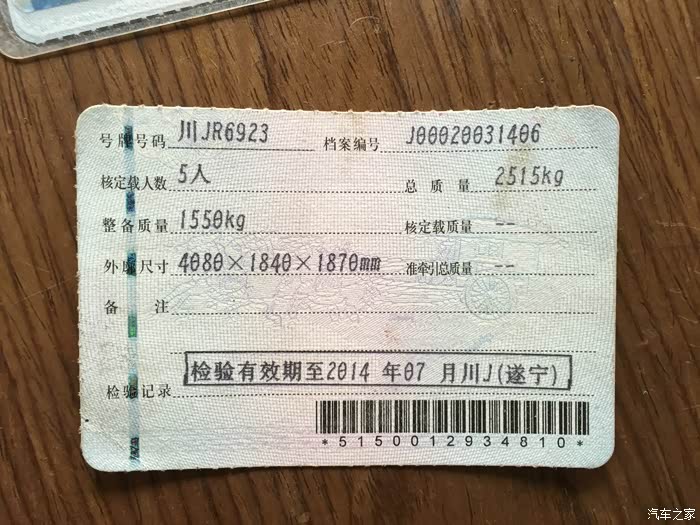 号牌号码 川JR6923 档案编号 J00020031406
核定载人数 5人 总质量 2515kg
整备质量 1550kg 核定载质量 --
外廓尺寸 4080×1840×1870mm 准牵引总质量 --
备注
检验记录 检验有效期至2014 年07 月川J(遂宁)
*5150012934810*
汽车之家